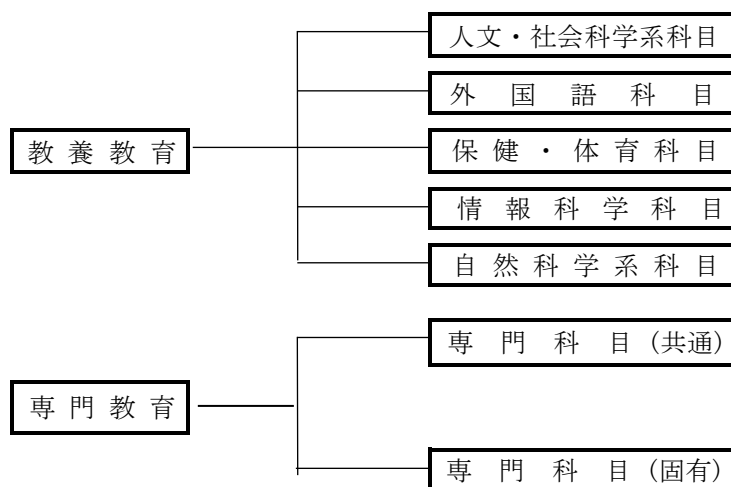 人文・社会科学系科目
外国語科目
教養教育
保健・体育科目
情報科学科目
自然科学系科目
専門科目(共通)
専門教育
専門科目(固有)